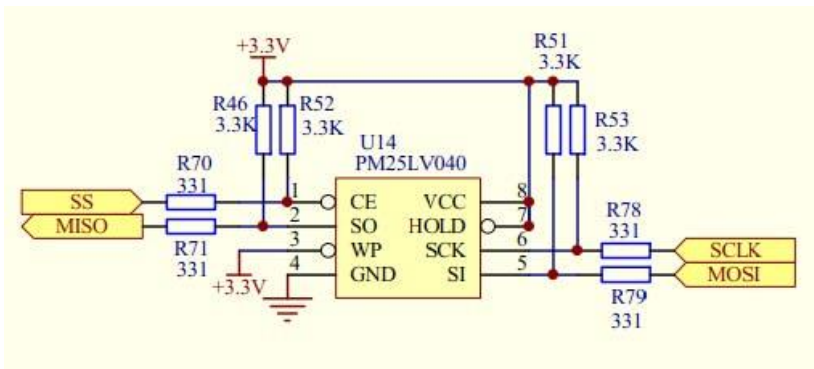 +3.3V
R51
3.3K
R46
3.3K
R52
3.3K
R53
3.3K
U14
PM25LV040
R70
331
SS
1
CE
VCC
8
MISO
2
SO
HOLD
7
R78
331
R71
331
3
WP
SCK
6
SCLK
+3.3V
4
GND
SI
5
MOSI
R79
331